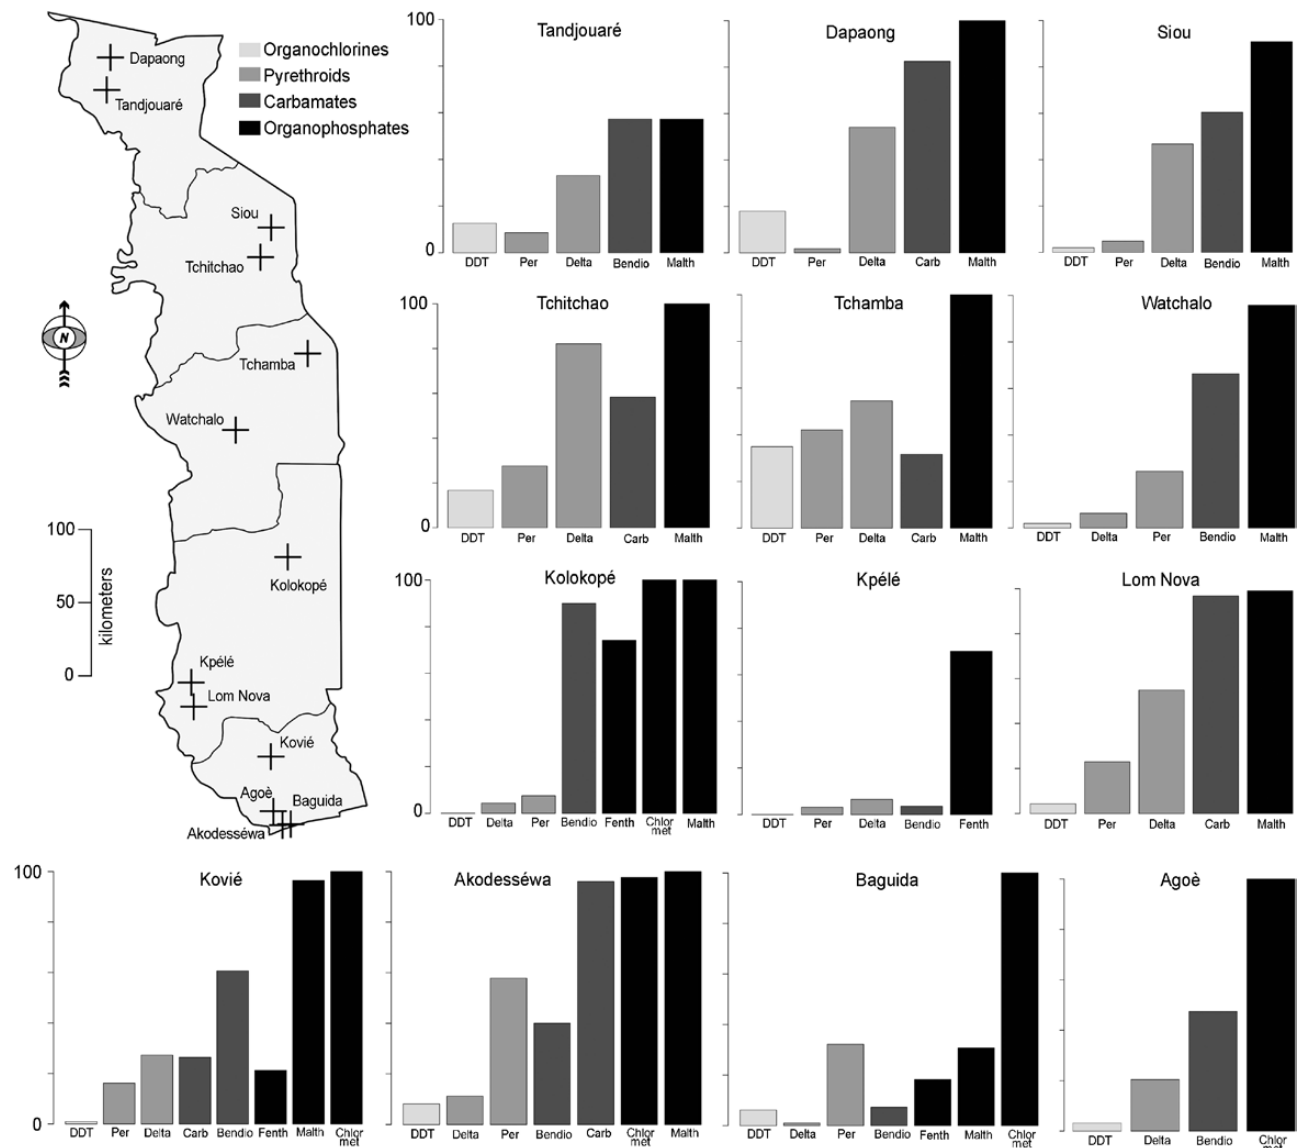 Dapaong
Tandjouaré
Siou
Tchitchao
N
Tchamba
Watchalo
100
50
0
kilometers
Kolokopé
Kpélé
Lom Nova
Kovié
Agoè
Baguida
Akodesséwa
Organochlorines
Pyrethroids
Carbamates
Organophosphates
100
Tandjouaré
0
DDT Per Delta Bendio Malth
Dapaong
DDT Per Delta Carb Malth
Siou
DDT Per Delta Bendio Malth
100
Tchitchao
0
DDT Per Delta Carb Malth
Tchamba
DDT Per Delta Carb Malth
Watchalo
DDT Delta Per Bendio Malth
100
Kolokopé
0
DDT Delta Per Bendio Fenth Chlor met Malth
Kpélé
DDT Per Delta Bendio Fenth
Lom Nova
DDT Per Delta Carb Malth
100
Kovié
0
DDT Per Delta Carb Bendio Fenth Malth Chlor
met
Akodesséwa
DDT Delta Per Bendio Carb Chlor Malth
met
Baguida
DDT Delta Per Bendio Fenth Malth Chlor
met
Agoè
DDT Delta Bendio Chlor
met